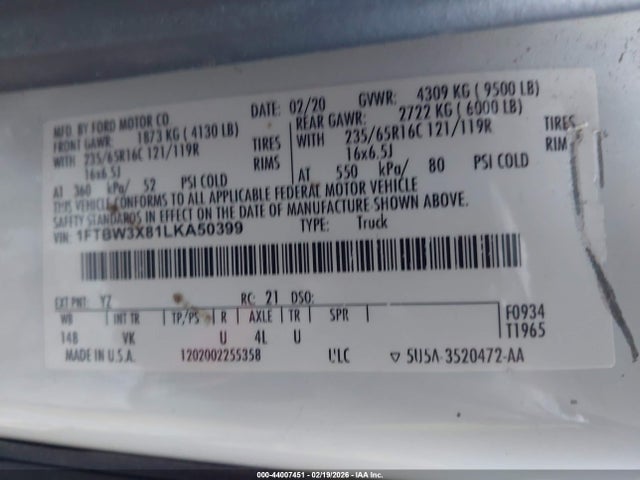 MFD. BY FORD MOTOR CO. DATE: 02/20 GVWR: 4309 KG ( 9500 LB)
FRONT GAWR: 1873 KG ( 4130 LB) REAR GAWR: 2722 KG ( 6000 LB)
WITH 235/65R16C 121/119R TIRES WITH 235/65R16C 121/119R TIRES
16x6.5J RIMS 16x6.5J RIM
AT 360 kPa/ 52 PSI COLD AT 550 kPa/ 80 PSI COLD
THIS VEHICLE CONFORMS TO ALL APPLICABLE FEDERAL MOTOR VEHICLE
SAFETY STANDARDS IN EFFECT ON THE DATE OF MANUFACTURE SHOWN ABOVE.
VIN: 1FTBW3X81LKA50399 TYPE: Truck
EXT PNT: YZ RC: 21 DSO:
WB | INT TR | TP/PS | R | AXLE | TR | SPR | F0934
148 VK U 4L U T1965
MADE IN U.S.A. 1202002255358 ULC ▽ 5U5A-3520472-AA
000-44007451 - 02/19/2026 - IAA Inc.